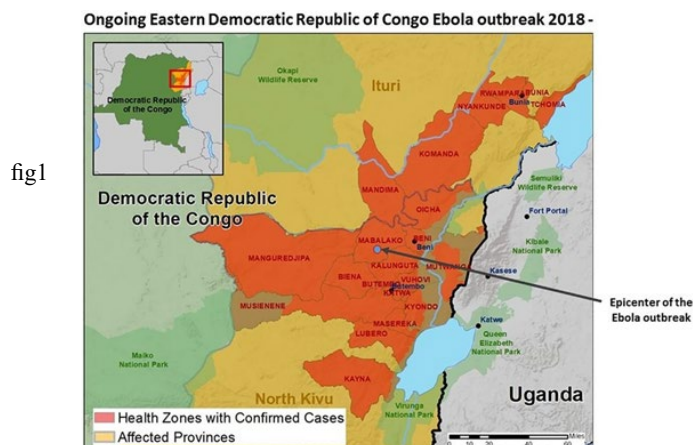 Ongoing Eastern Democratic Republic of Congo Ebola outbreak 2018 -
fig1
Democratic Republic
of the Congo
Okapi
Wildlife Reserve
Ituri
RWAMPARA
BUNIA
Bunia
NYANKUNDE
TCHOMIA
KOMANDA
MANDIMA
Semuliki
Wildlife Reserve
Democratic Republic
of the Congo
OICHA
Fort Portal
Kibale
National Park
MABALAKO
BENI
Beni
MANGUREDJIPA
KALUNGUTA
MUTWANGA
Kasese
BIENA
VUHOVI
BUTEMBO
Butembo
KATWA
MUSIENENE
KYONDO
Epicenter of the
Ebola outbreak
MASEREKA
Katwe
LUBERO
Queen
Elizabeth
National Park
Maiko
National Park
KAYNA
North Kivu
Virunga
National Park
Uganda
Health Zones with Confirmed Cases
Affected Provinces
Miles